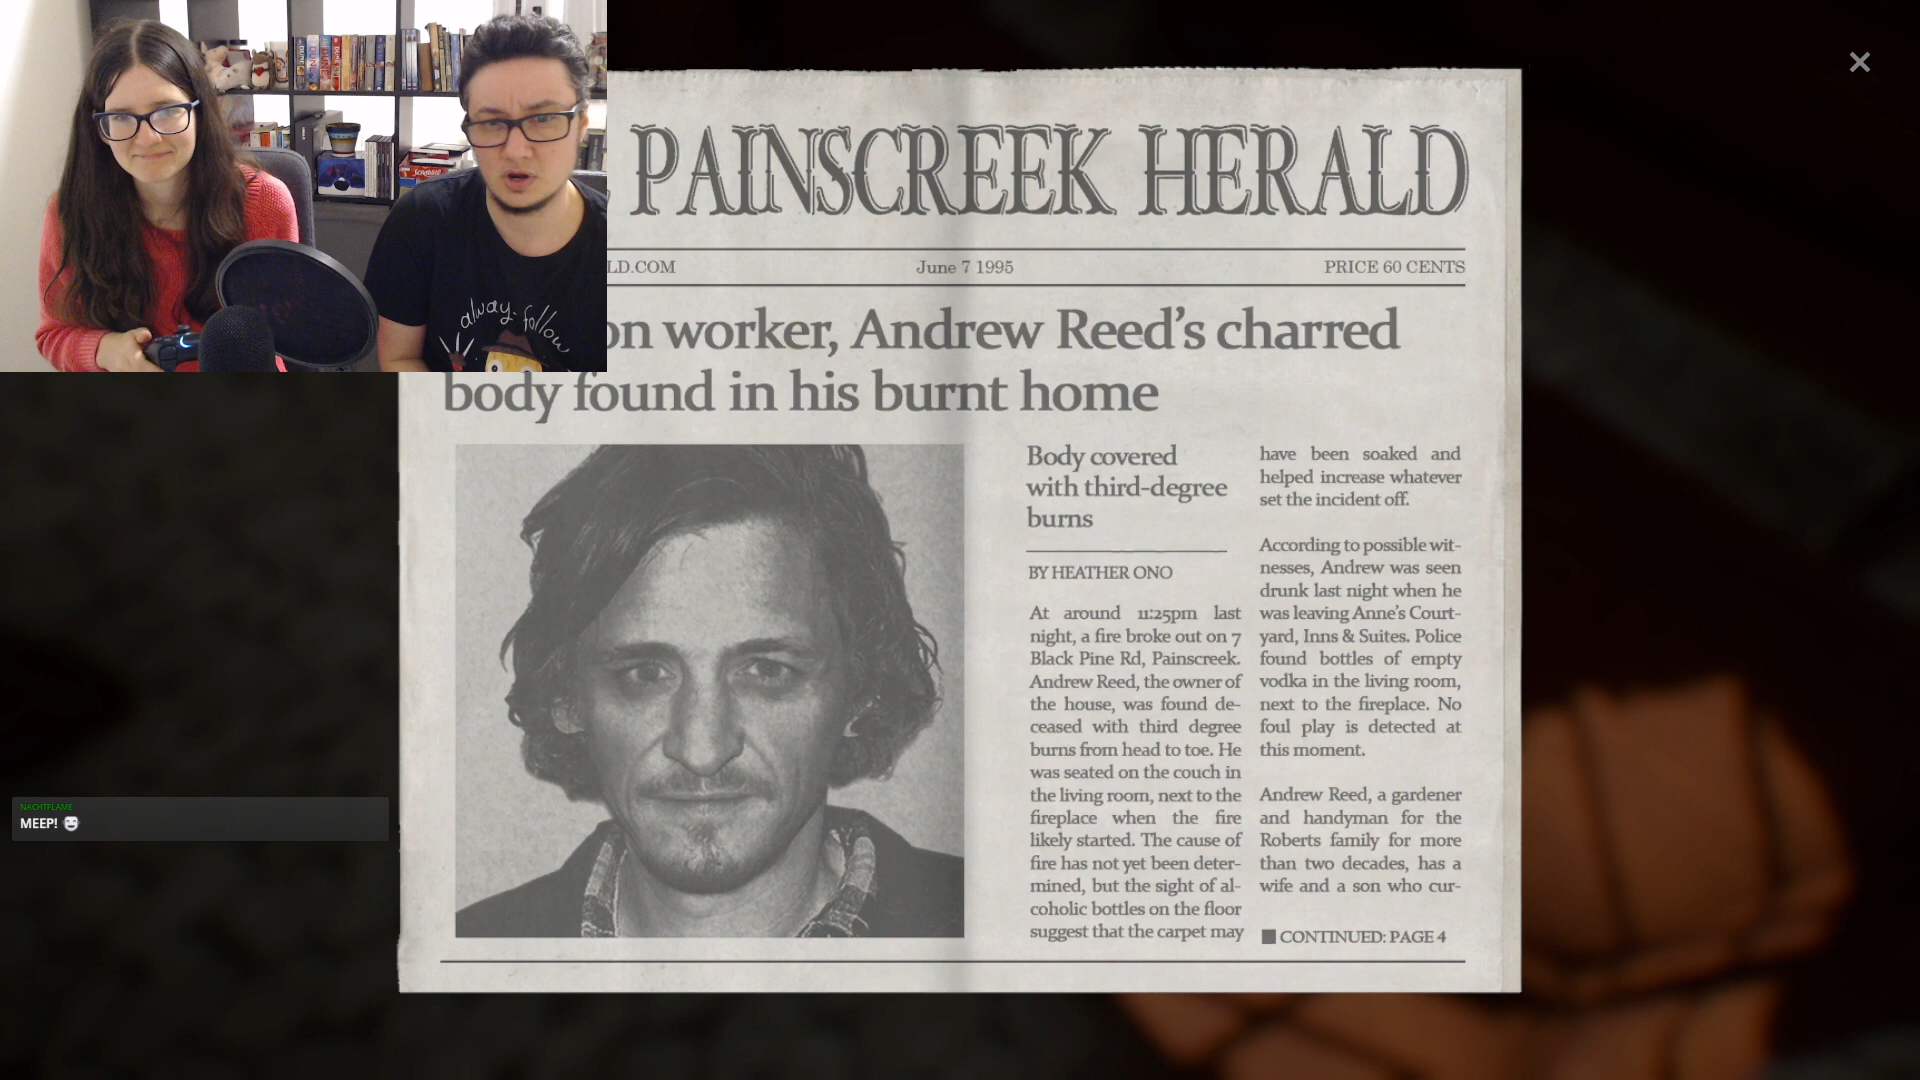 PAINSCREEK HERALD
LD.COM June 7 1995 PRICE 60 CENTS
on worker, Andrew Reed's charred
body found in his burnt home
Body covered
with third-degree
burns
BY HEATHER ONO
At around 11:25pm last
night, a fire broke out on 7
Black Pine Rd, Painscreek.
Andrew Reed, the owner of
the house, was found de-
ceased with third degree
burns from head to toe. He
was seated on the couch in
the living room, next to the
fireplace when the fire
likely started. The cause of
fire has not yet been deter-
mined, but the sight of al-
coholic bottles on the floor
suggest that the carpet may
have been soaked and
helped increase whatever
set the incident off.
According to possible wit-
nesses, Andrew was seen
drunk last night when he
was leaving Anne's Court-
yard, Inns & Suites. Police
found bottles of empty
vodka in the living room,
next to the fireplace. No
foul play is detected at
this moment.
Andrew Reed, a gardener
and handyman for the
Roberts family for more
than two decades, has a
wife and a son who cur-
■ CONTINUED: PAGE 4
NACHTFLAME
MEEP!
always follow
SCRABBLE
DUNE